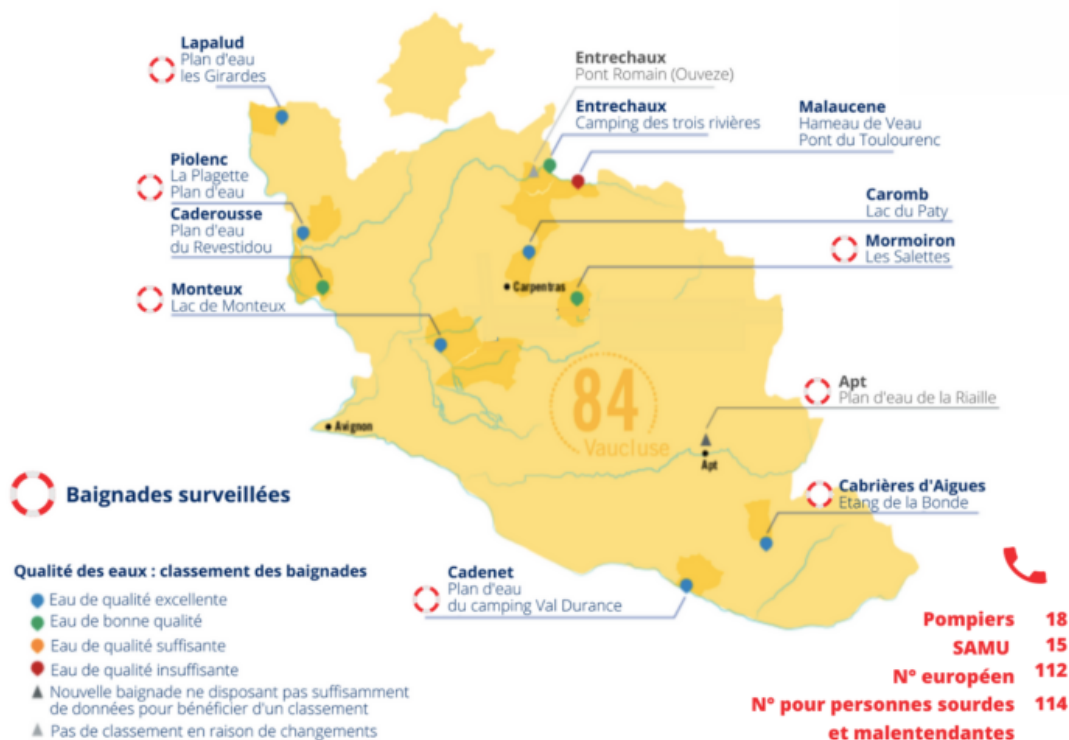 Lapalud
Plan d'eau
les Girardes
Entrechaux
Pont Romain (Ouveze)
Entrechaux
Camping des trois rivières
Malaucene
Hameau de Veau
Pont du Toulourenc
Piolenc
La Plagette
Plan d'eau
Caderousse
Plan d'eau
du Revestidou
Caromb
Lac du Paty
Mormoiron
Les Salettes
Monteux
Lac de Monteux
Carpentras
84
Vaucluse
Apt
Plan d'eau de la Riaille
Avignon
Apt
Baignades surveillées
Cabrières d'Aigues
Etang de la Bonde
Cadenet
Plan d'eau
du camping Val Durance
Qualité des eaux : classement des baignades
Eau de qualité excellente
Eau de bonne qualité
Eau de qualité suffisante
Eau de qualité insuffisante
Nouvelle baignade ne disposant pas suffisamment
de données pour bénéficier d'un classement
Pas de classement en raison de changements
Pompiers 18
SAMU 15
N° européen 112
N° pour personnes sourdes 114
et malentendantes